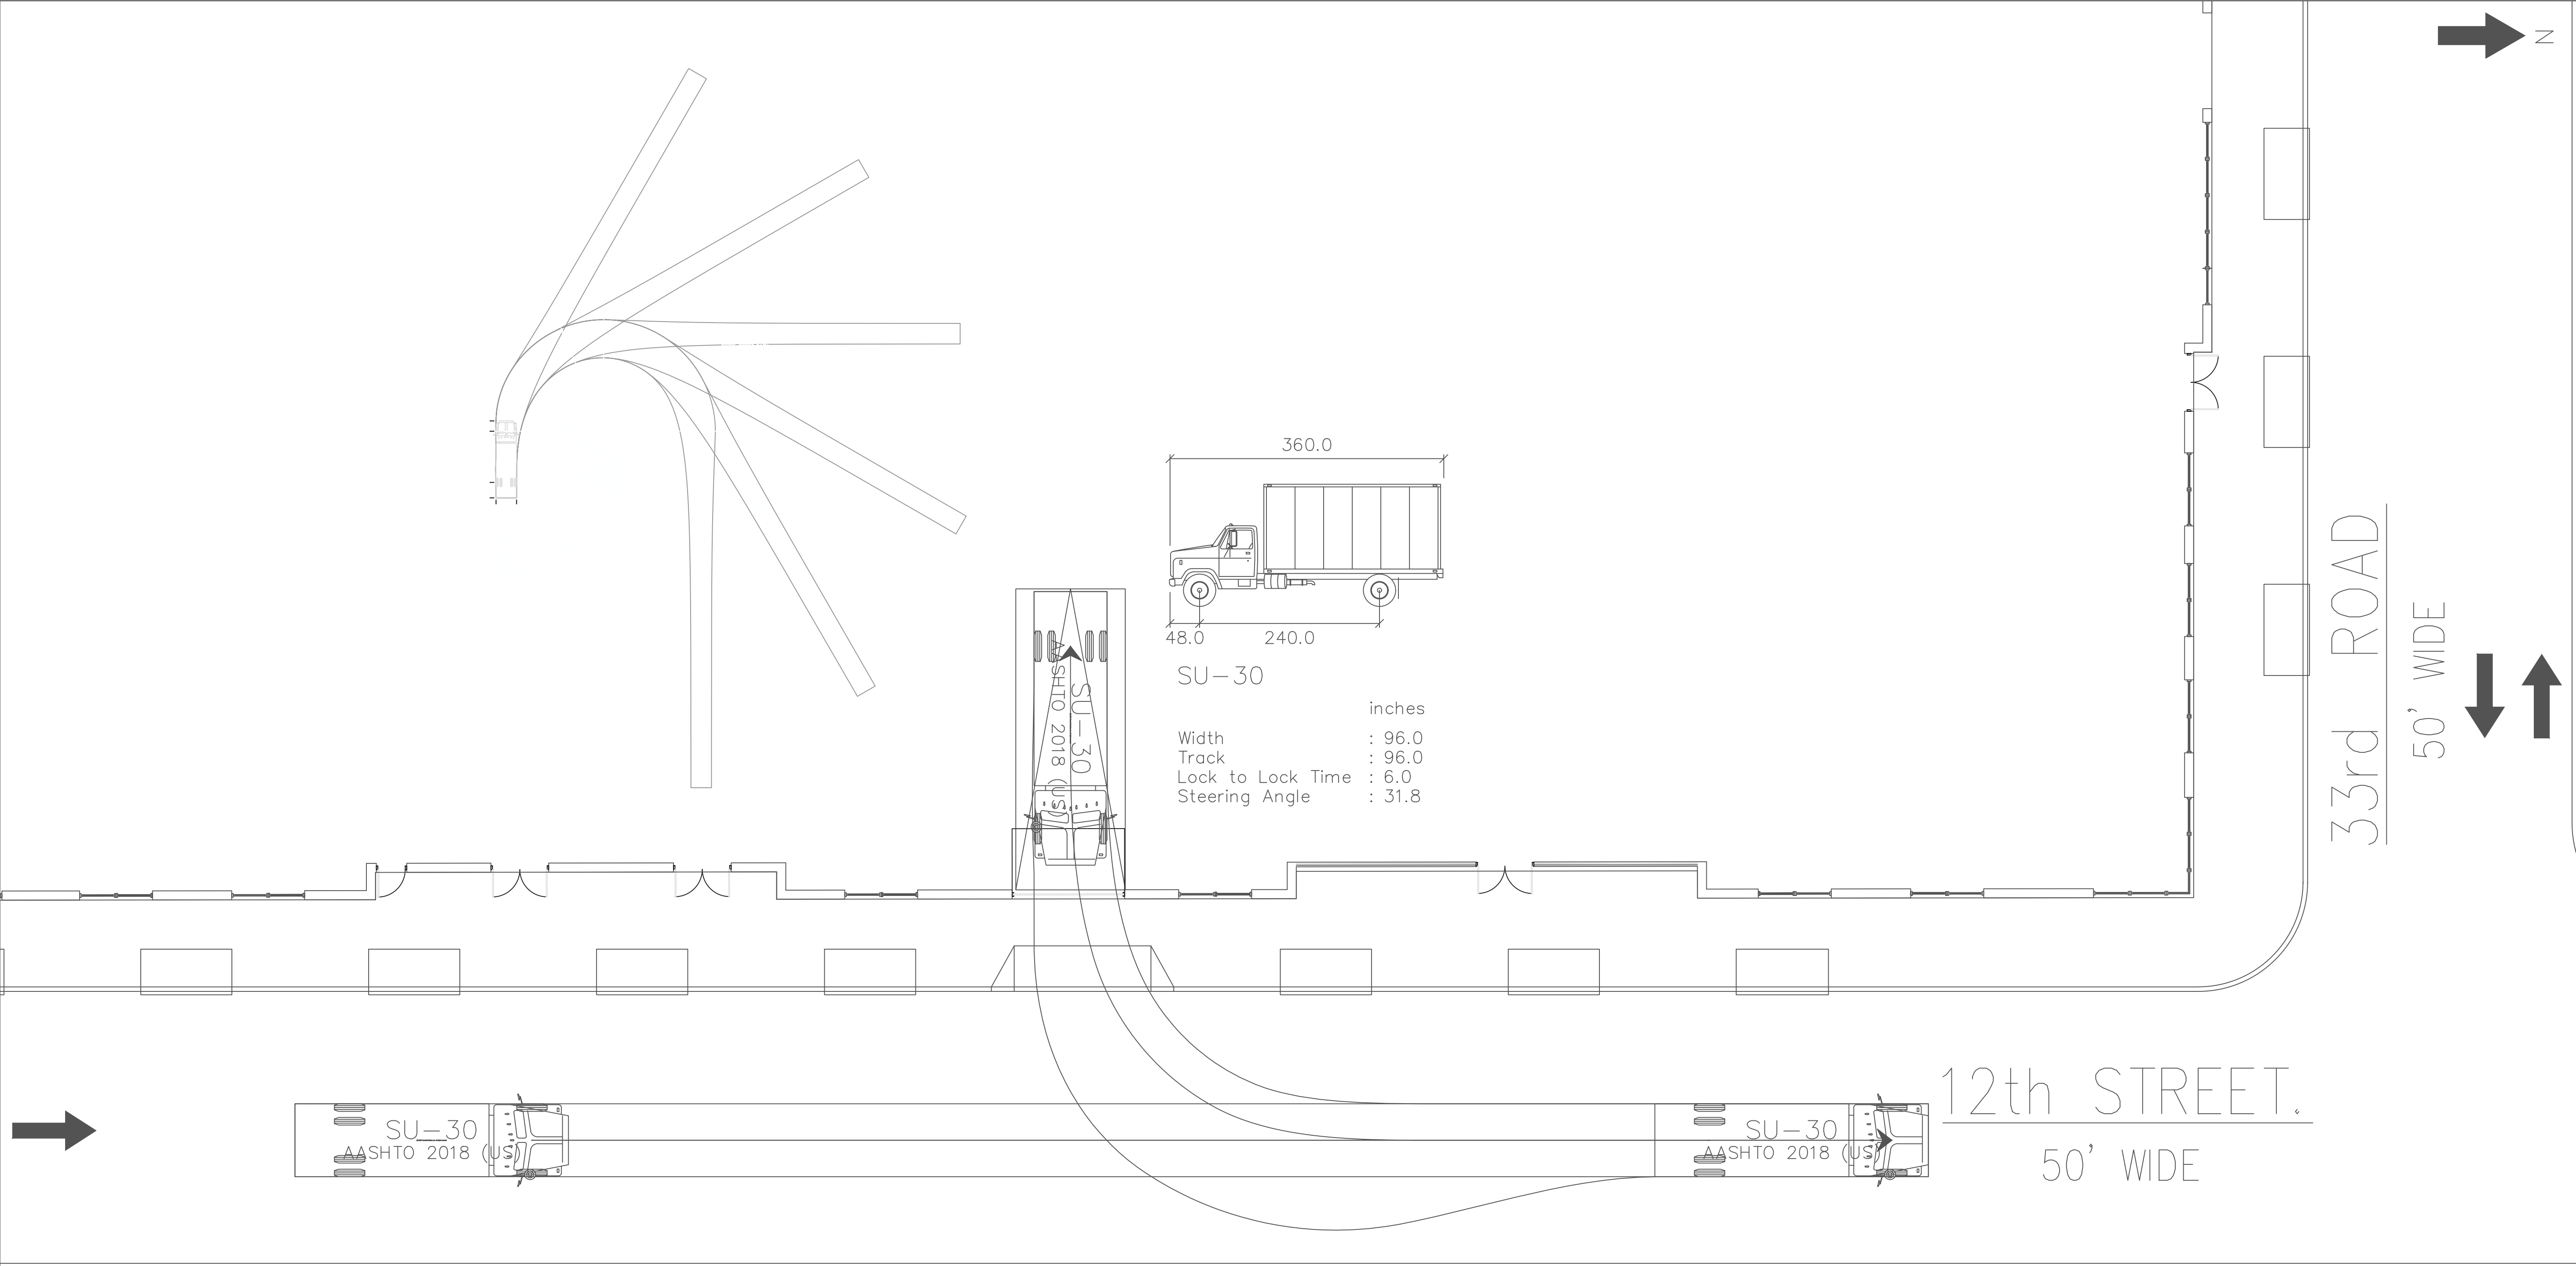 N
360.0
48.0
240.0
SU-30
inches
Width : 96.0
Track : 96.0
Lock to Lock Time : 6.0
Steering Angle : 31.8
SU-30
AASHTO 2018 (US)
33rd ROAD
50' WIDE
SU-30
AASHTO 2018 (US)
SU-30
AASHTO 2018 (US)
12th STREET.
50' WIDE